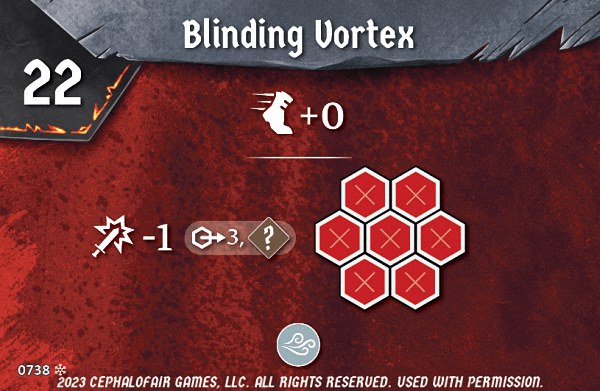 Blinding Vortex
22
+0
-1 3, ?
0738
2023 CEPHALOFAIR GAMES, LLC. ALL RIGHTS RESERVED. USED WITH PERMISSION.